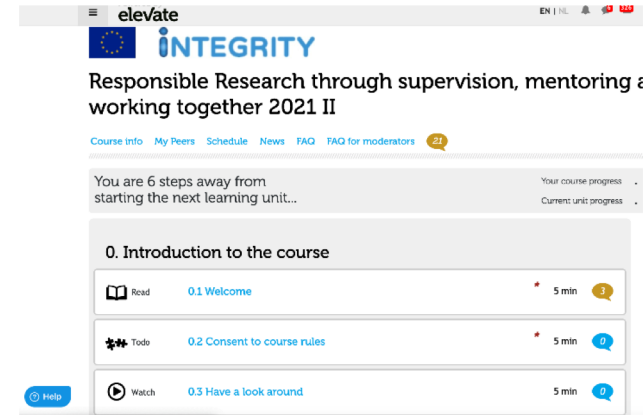 ≡ eleVate EN | NL
iNTEGRITY
Responsible Research through supervision, mentoring a
working together 2021 II
Course info My Peers Schedule News FAQ FAQ for moderators 21
You are 6 steps away from
starting the next learning unit...
Your course progress
Current unit progress
0. Introduction to the course
Read 0.1 Welcome * 5 min 3
Todo 0.2 Consent to course rules * 5 min 0
Watch 0.3 Have a look around 5 min 0
Help